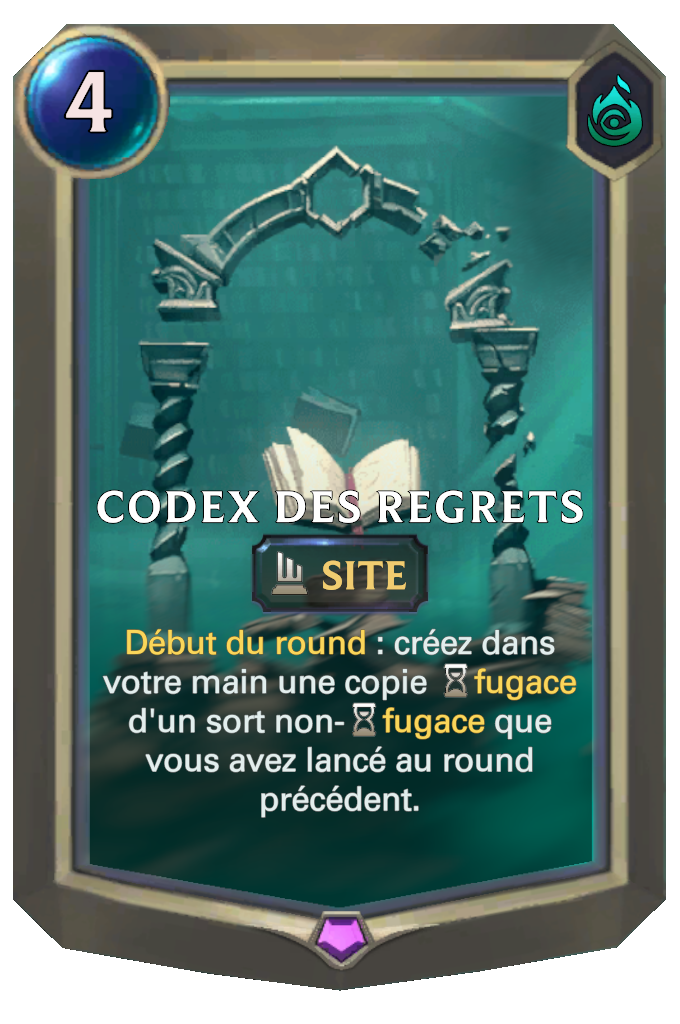 4
CODEX DES REGRETS
SITE
Début du round : créez dans
votre main une copie fugace
d'un sort non- fugace que
vous avez lancé au round
précédent.